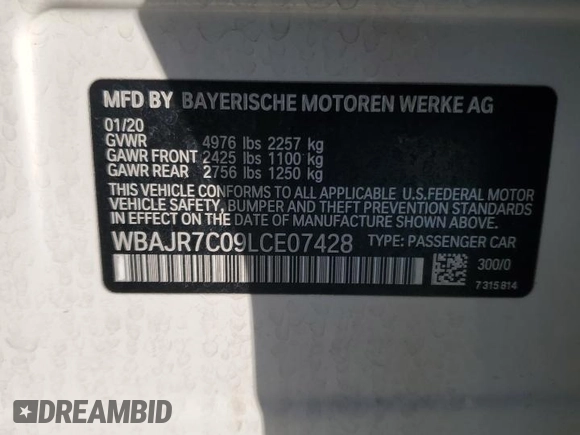 MFD BY BAYERISCHE MOTOREN WERKE AG
01/20
GVWR 4976 lbs 2257 kg
GAWR FRONT 2425 lbs 1100 kg
GAWR REAR 2756 lbs 1250 kg
THIS VEHICLE CONFORMS TO ALL APPLICABLE U.S.FEDERAL MOTOR
VEHICLE SAFETY, BUMPER AND THEFT PREVENTION STANDARDS
IN EFFECT ON THE DATE OF MANUFACTURE SHOWN ABOVE.
WBAJR7C09LCE07428 TYPE: PASSENGER CAR
300/0
7 315 814
DREAMBID